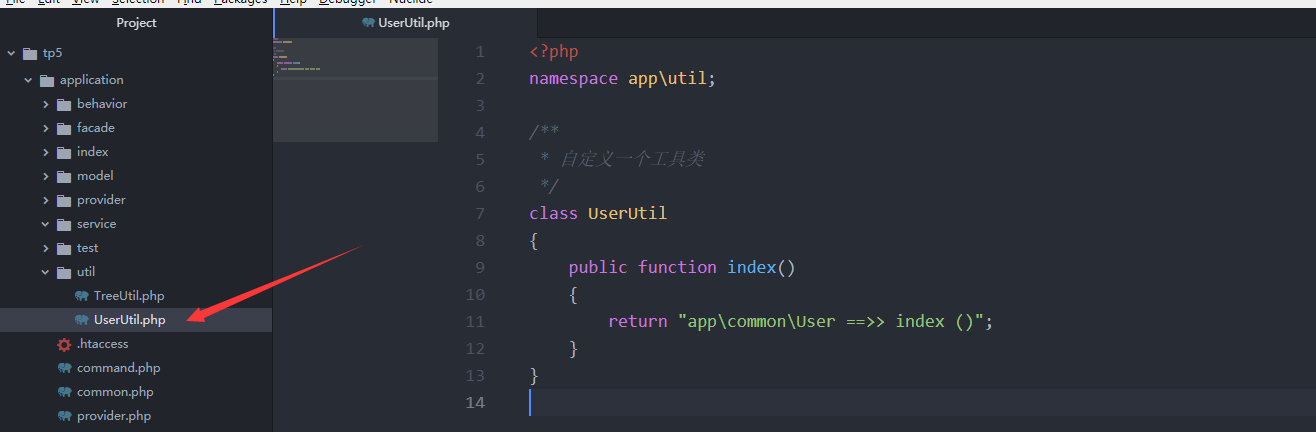 File Edit View Selection Find Packages Help Debugger Nuclide
Project
UserUtil.php
tp5
application
behavior
facade
index
model
provider
service
test
util
TreeUtil.php
UserUtil.php
.htaccess
command.php
common.php
provider.php
1 <?php
2 namespace app\util;
3
4 /**
5 * 自定义一个工具类
6 */
7 class UserUtil
8 {
9 public function index()
10 {
11 return "app\common\User ==>> index ()";
12 }
13 }
14